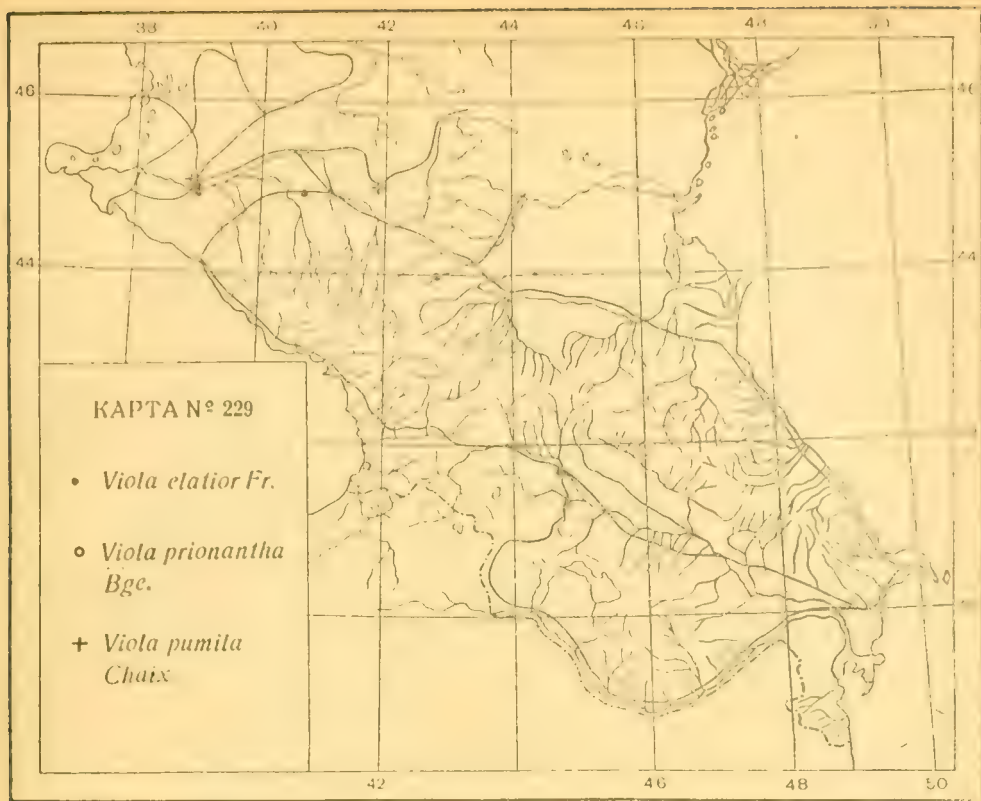 38 40 42 44 46 48 50
46 46
44 44
КАРТА № 229
• Viola elatior Fr.
○ Viola prionantha
Bge.
+ Viola pumila
Chaix
42 44 46 48 50